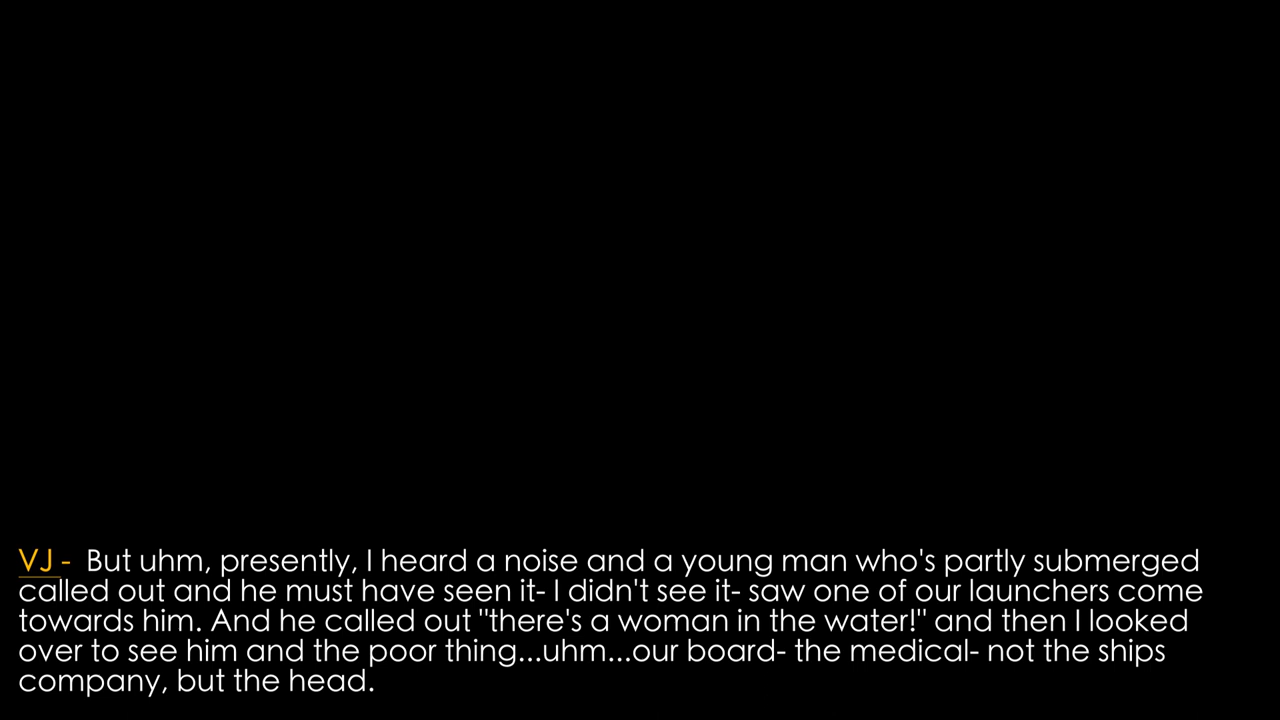 VJ - But uhm, presently, I heard a noise and a young man who's partly submerged
called out and he must have seen it- I didn't see it- saw one of our launchers come
towards him. And he called out "there's a woman in the water!" and then I looked
over to see him and the poor thing...uhm...our board- the medical- not the ships
company, but the head.